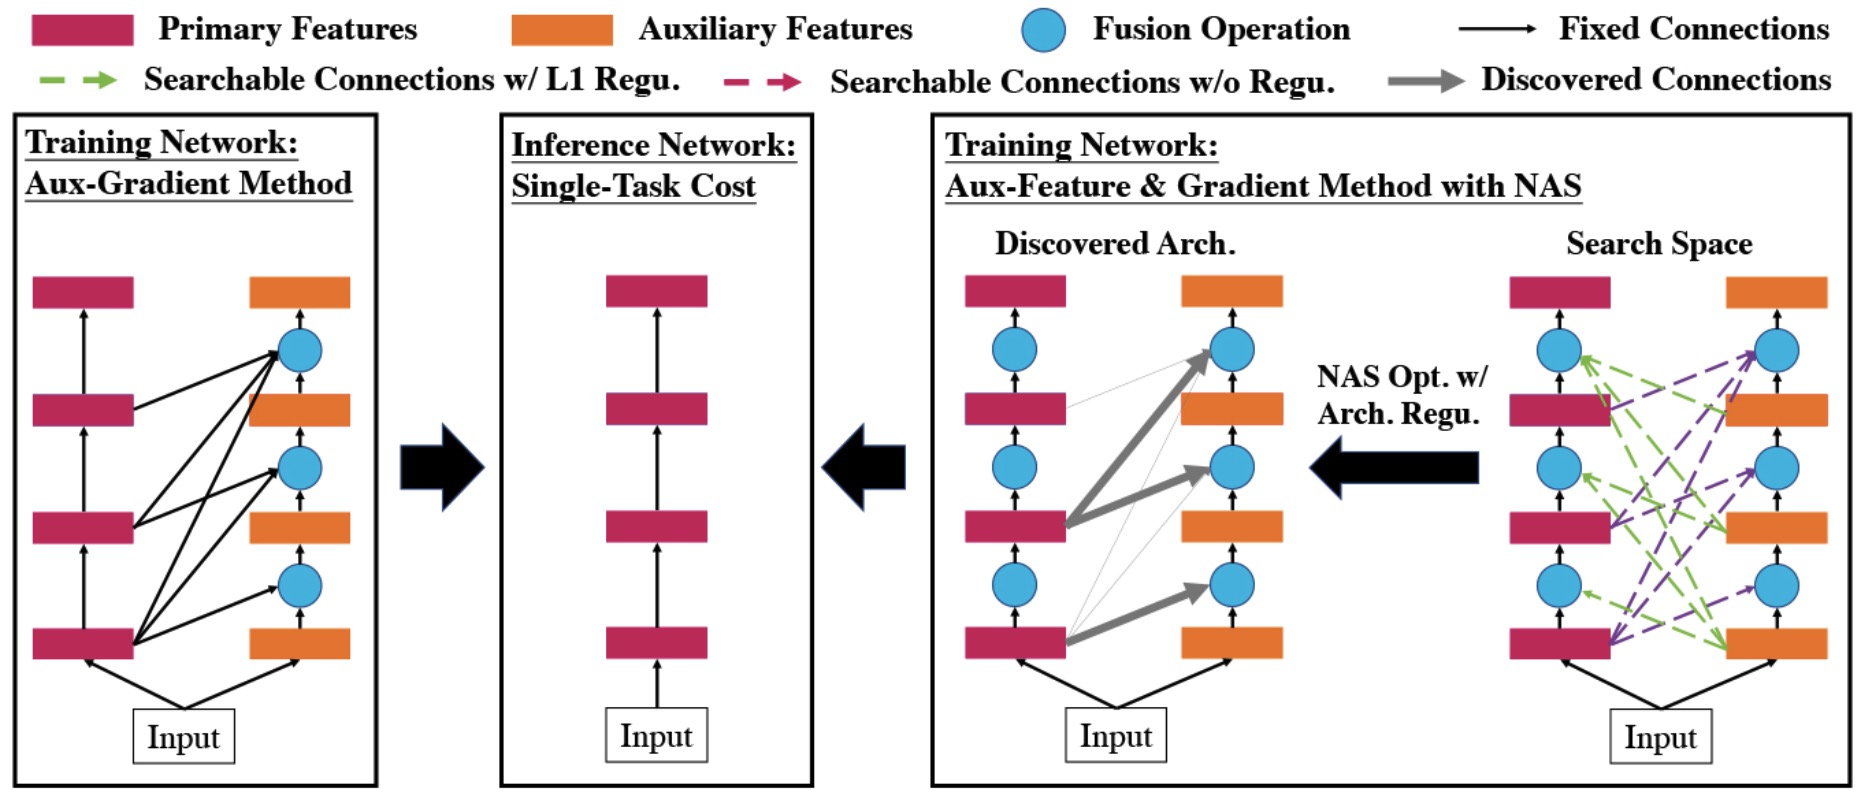 Primary Features
Auxiliary Features
Fusion Operation
Fixed Connections
Searchable Connections w/ L1 Regu.
Searchable Connections w/o Regu.
Discovered Connections
Training Network:
Aux-Gradient Method
Input
Inference Network:
Single-Task Cost
Input
Training Network:
Aux-Feature & Gradient Method with NAS
Discovered Arch.
Input
NAS Opt. w/
Arch. Regu.
Search Space
Input